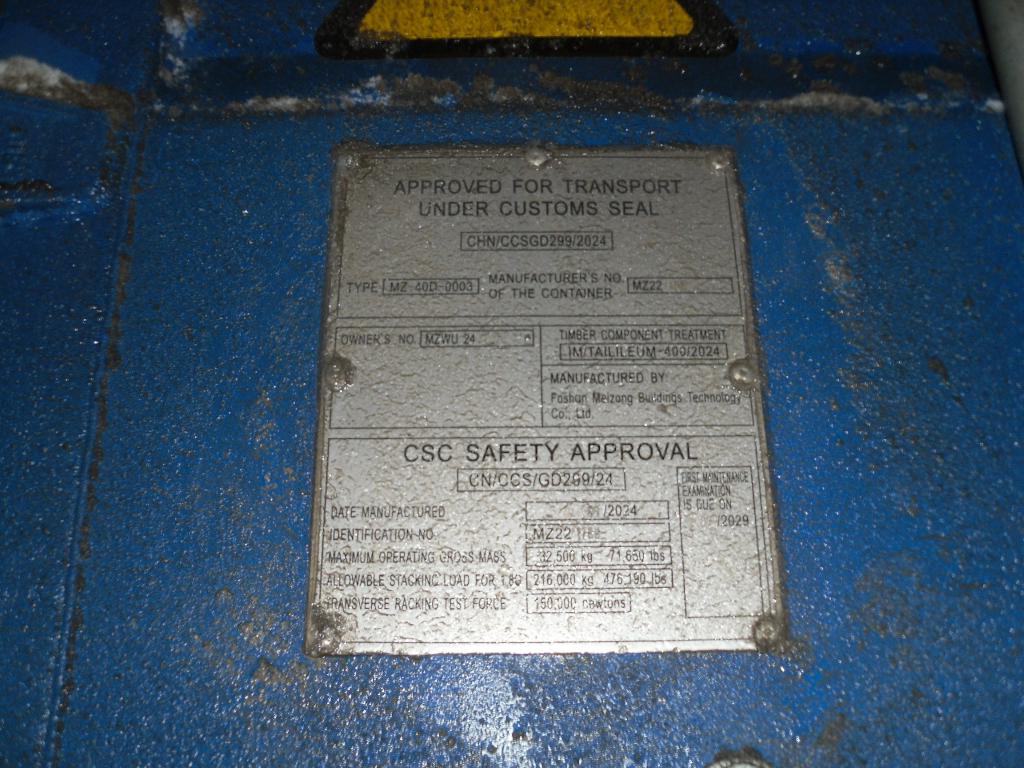 APPROVED FOR TRANSPORT
UNDER CUSTOMS SEAL
CHN/CCSGD299/2024
TYPE MZ-40D-0003 MANUFACTURER'S NO.
OF THE CONTAINER MZ22
OWNER'S NO. MZWU 24
TIMBER COMPONENT TREATMENT
IM/TAILILEUM-400/2024
MANUFACTURED BY
Foshan Meizong Buildings Technology
Co., Ltd.
CSC SAFETY APPROVAL
CN/CCS/GD299/24
DATE MANUFACTURED /2024
IDENTIFICATION NO. MZ22
MAXIMUM OPERATING GROSS MASS 32,500 kg 71,650 lbs
ALLOWABLE STACKING LOAD FOR 1.8G 216,000 kg 476,190 lbs
TRANSVERSE RACKING TEST FORCE 150,000 newtons
FIRST MAINTENANCE
EXAMINATION
IS DUE ON
/2029